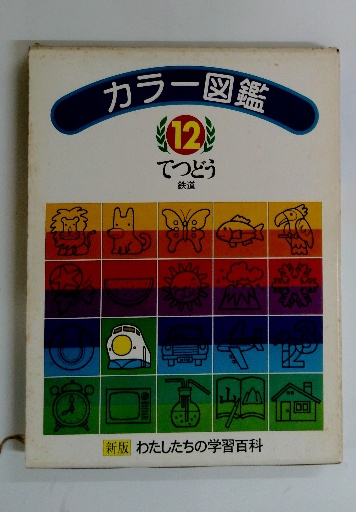 カラー図鑑
12
てつどう
鉄道
123
新版 わたしたちの学習百科